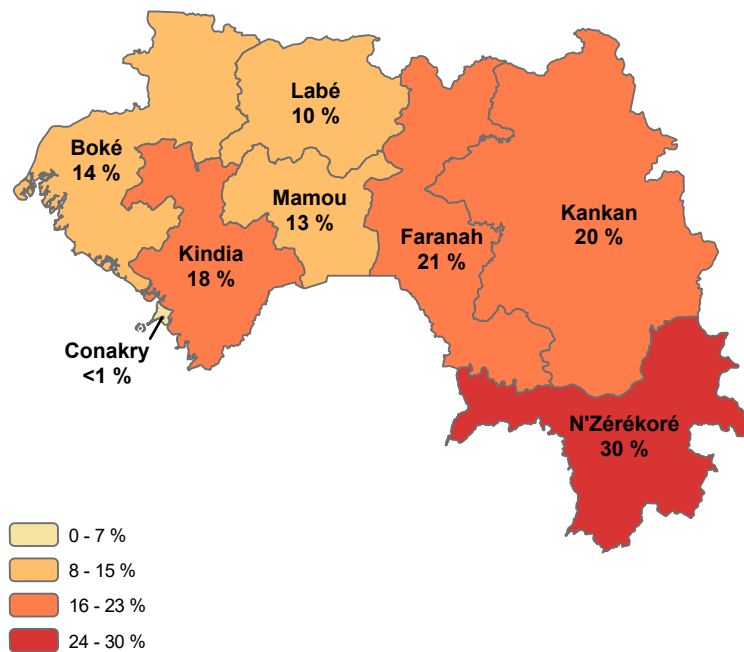 Labé
10 %
Boké
14 %
Mamou
13 %
Kankan
20 %
Faranah
21 %
Kindia
18 %
Conakry
<1 %
N'Zérékoré
30 %
0 - 7 %
8 - 15 %
16 - 23 %
24 - 30 %